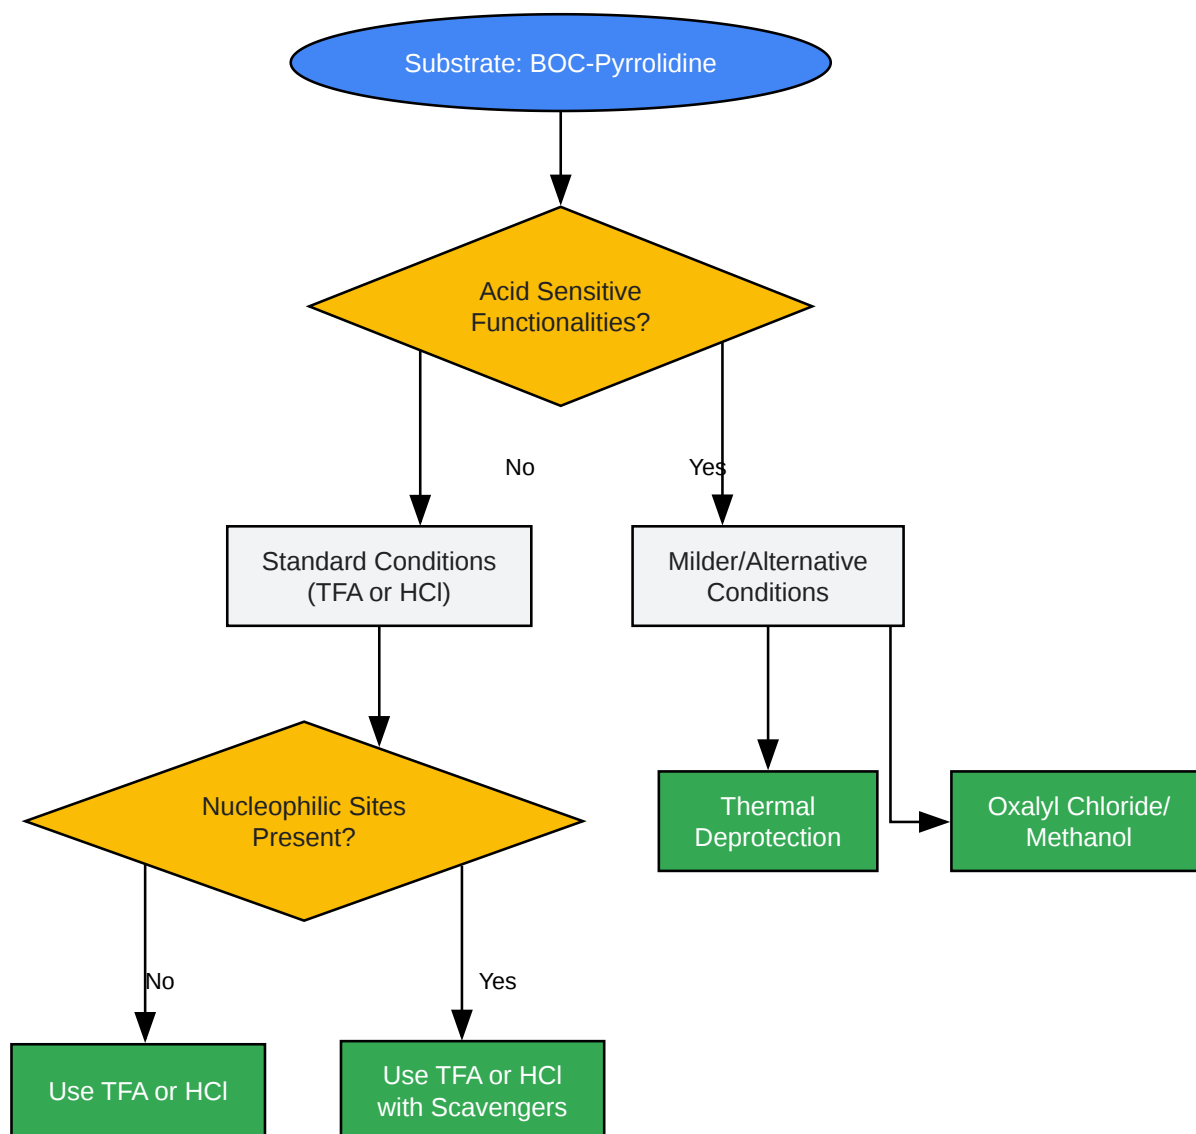 Substrate: BOC-Pyrrolidine
Acid Sensitive
Functionalities?
No
Yes
Standard Conditions
(TFA or HCl)
Milder/Alternative
Conditions
Nucleophilic Sites
Present?
Thermal
Deprotection
Oxalyl Chloride/
Methanol
No
Yes
Use TFA or HCl
Use TFA or HCl
with Scavengers